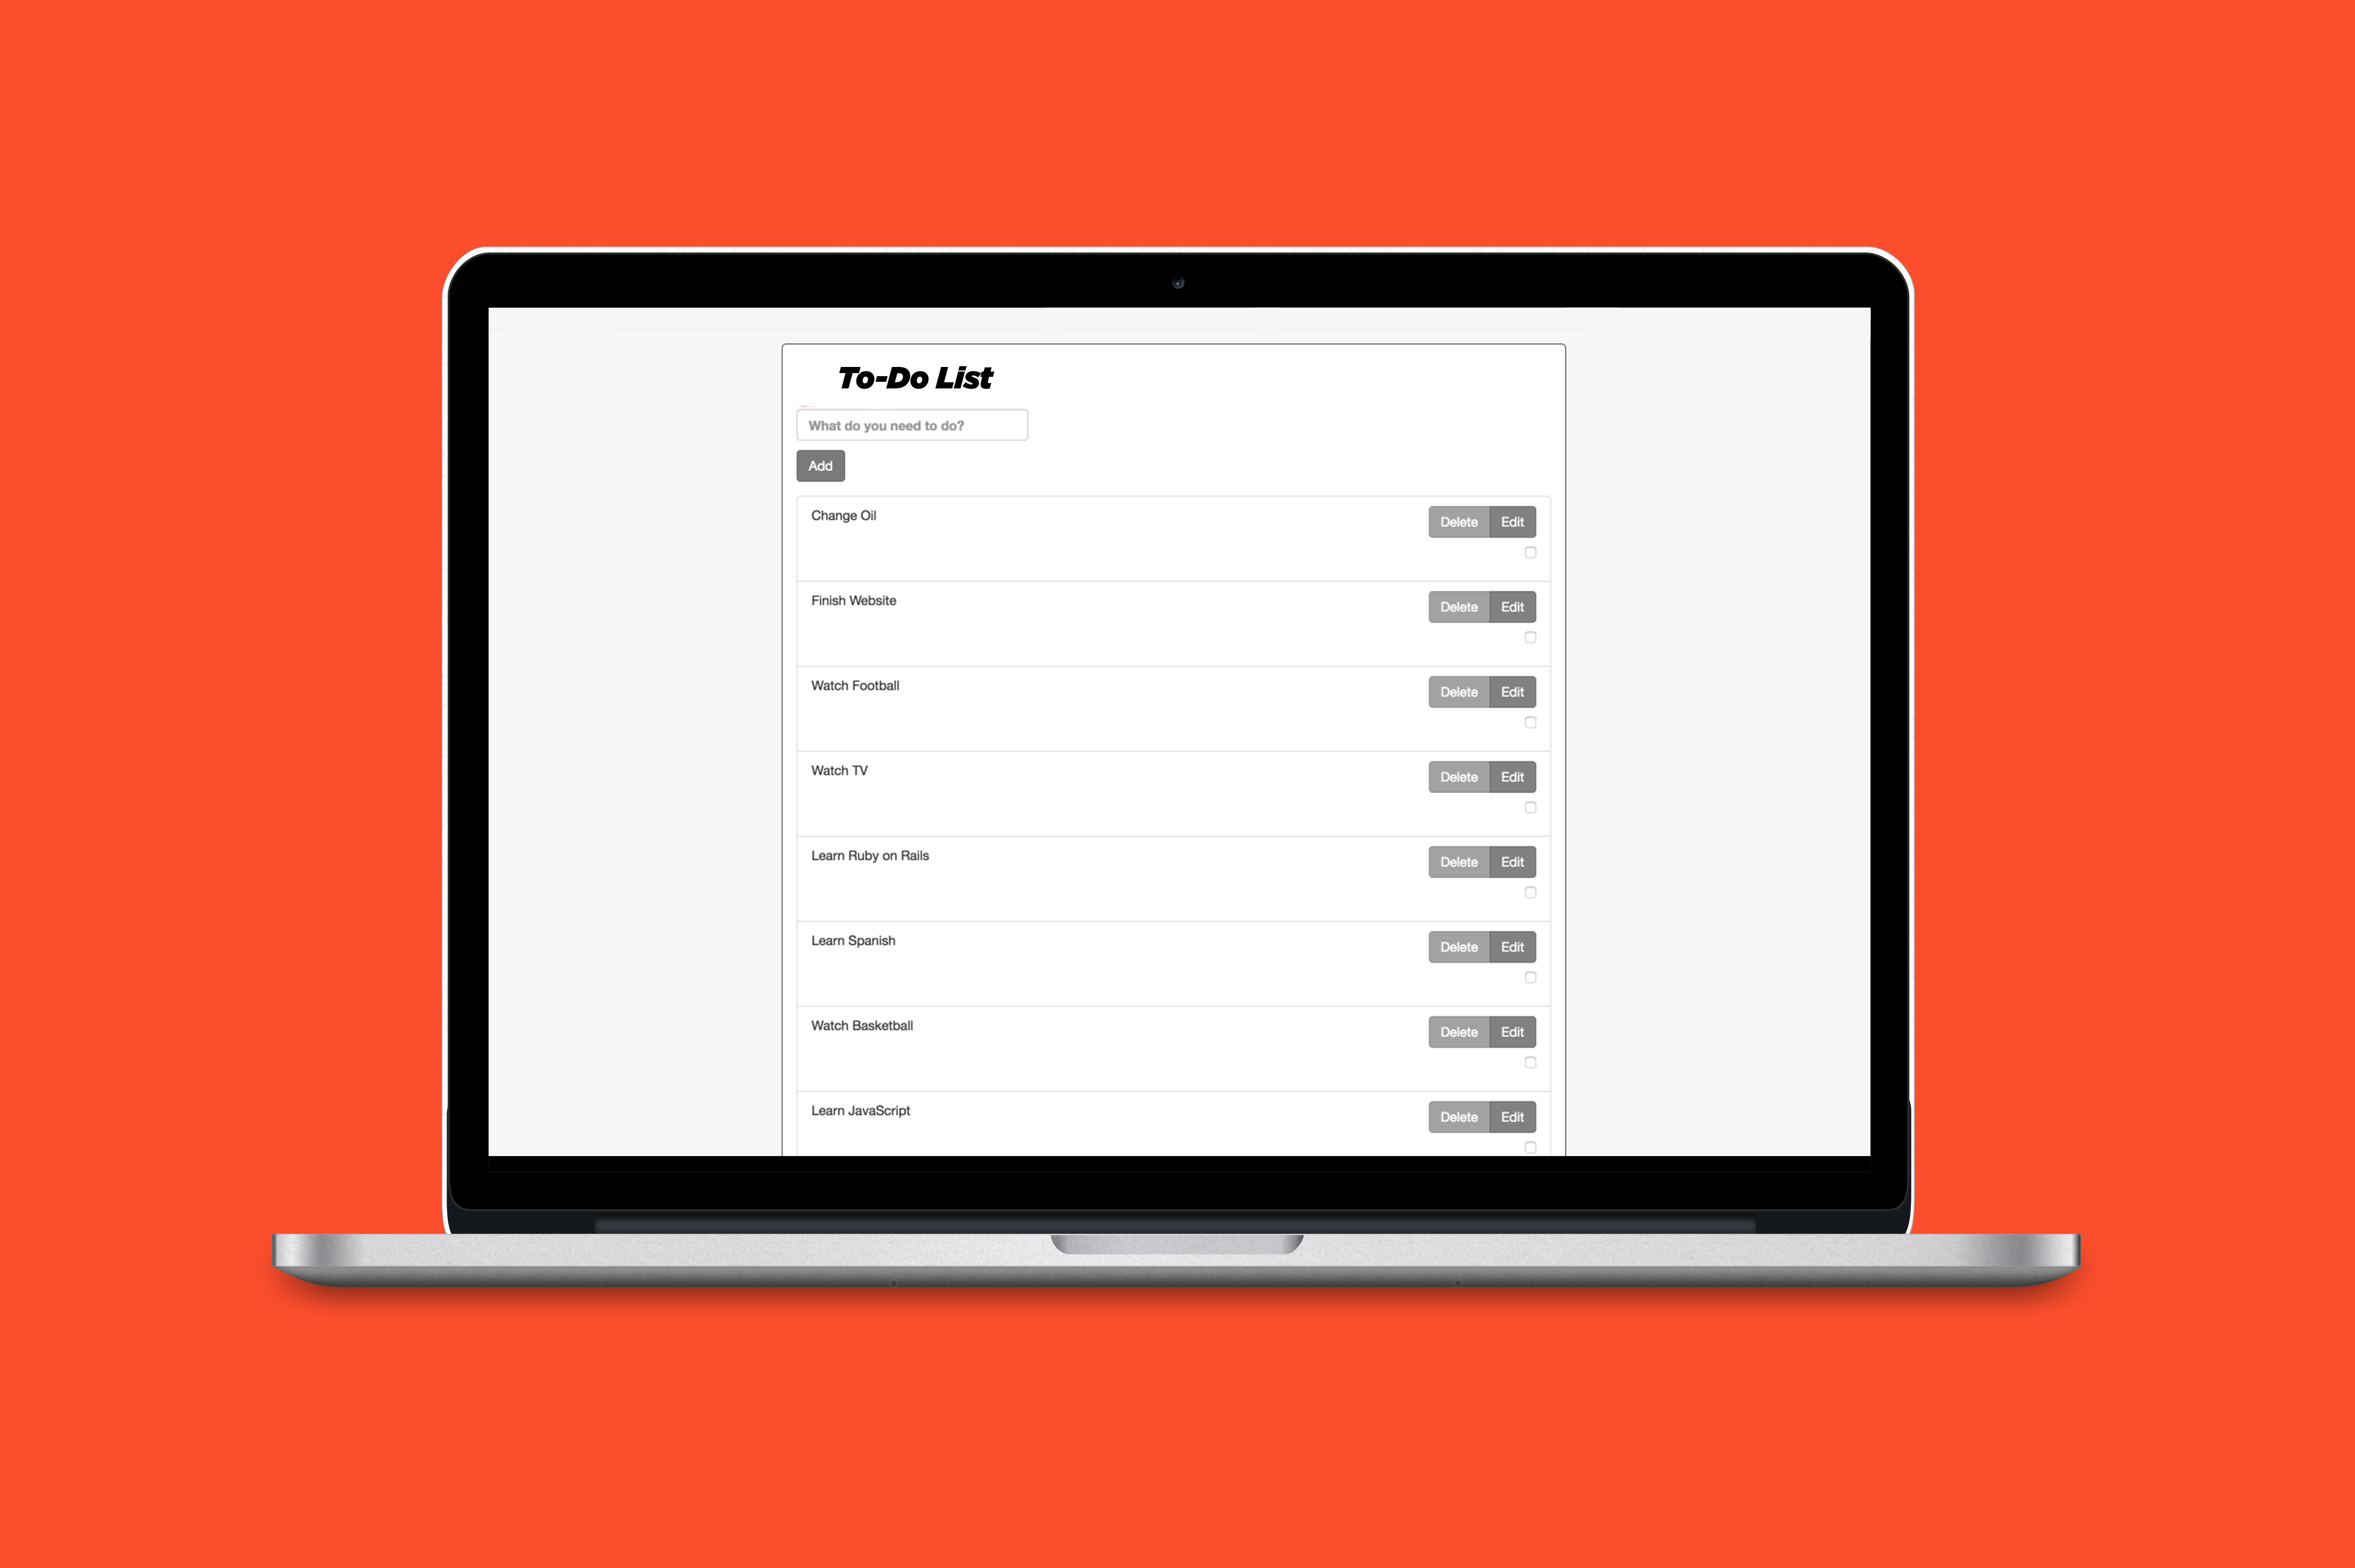 To-Do List
What do you need to do?
Add
Change Oil
Delete Edit
Finish Website
Delete Edit
Watch Football
Delete Edit
Watch TV
Delete Edit
Learn Ruby on Rails
Delete Edit
Learn Spanish
Delete Edit
Watch Basketball
Delete Edit
Learn JavaScript
Delete Edit